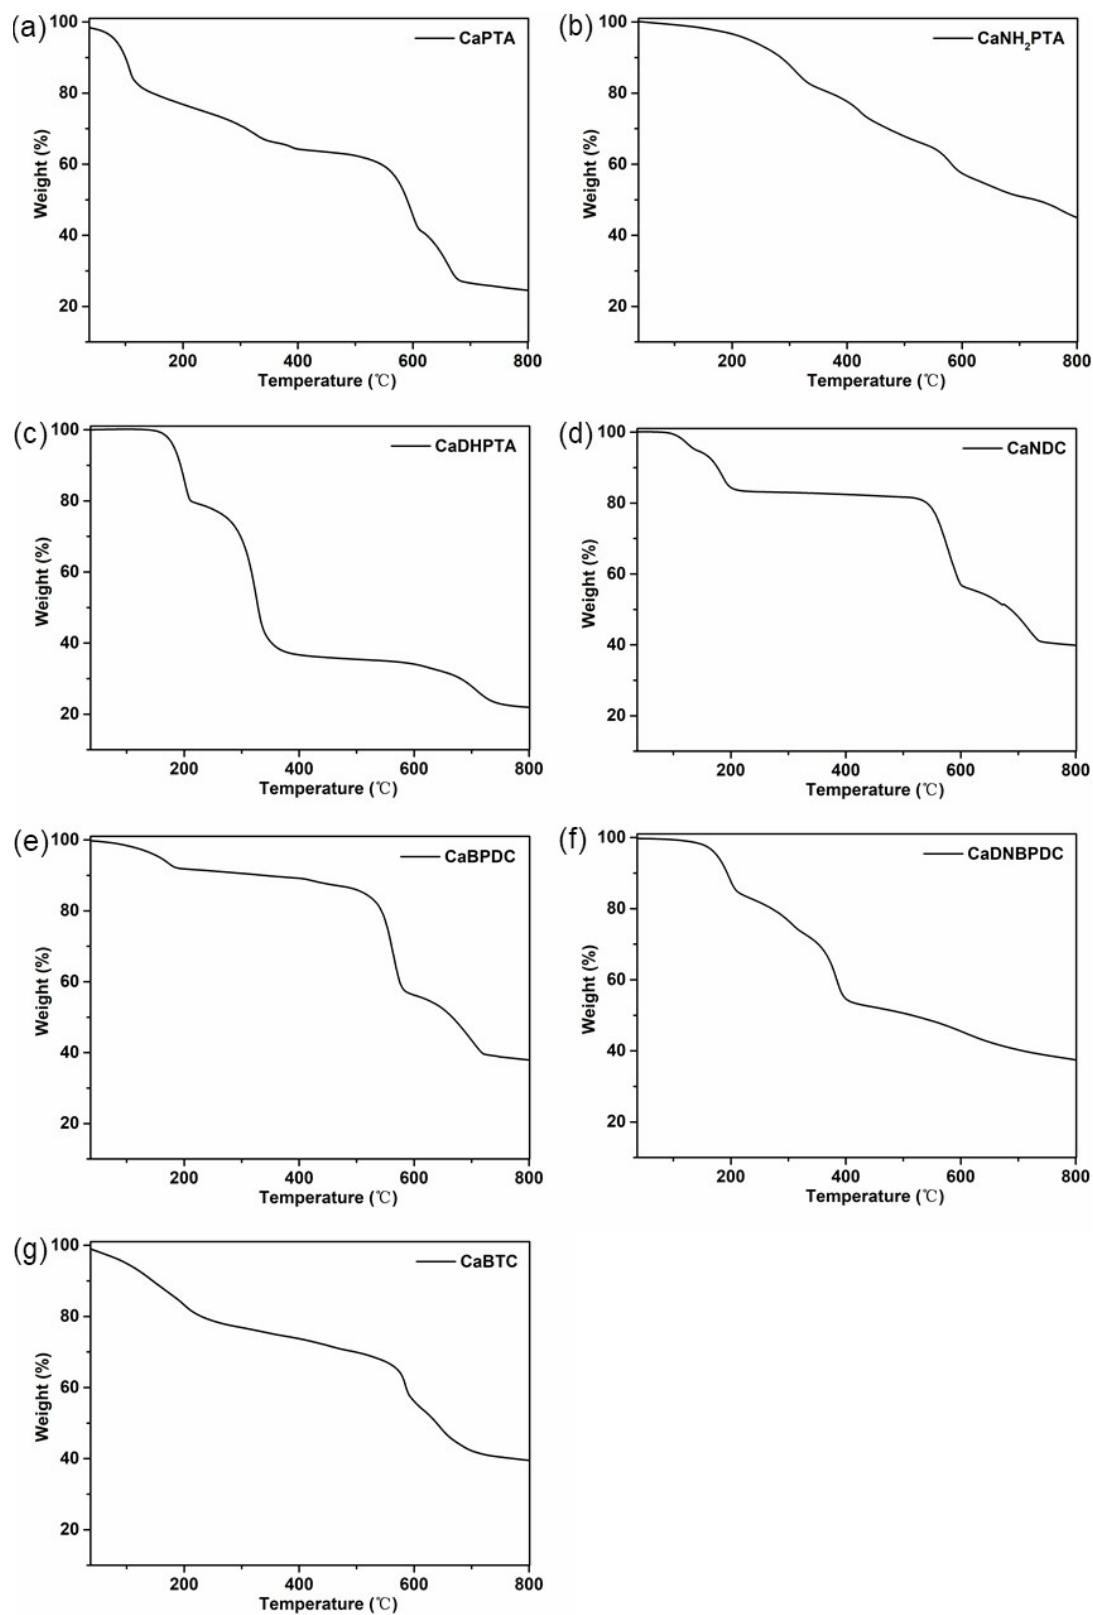 (a)
CaPTA
100
80
60
40
20
Weight (%)
200 400 600 800
Temperature (℃)
(b)
CaNH₂PTA
100
80
60
40
20
Weight (%)
200 400 600 800
Temperature (℃)
(c)
CaDHPTA
100
80
60
40
20
Weight (%)
200 400 600 800
Temperature (℃)
(d)
CaNDC
100
80
60
40
20
Weight (%)
200 400 600 800
Temperature (℃)
(e)
CaBPDC
100
80
60
40
20
Weight (%)
200 400 600 800
Temperature (℃)
(f)
CaDNBPDC
100
80
60
40
20
Weight (%)
200 400 600 800
Temperature (℃)
(g)
CaBTC
100
80
60
40
20
Weight (%)
200 400 600 800
Temperature (℃)